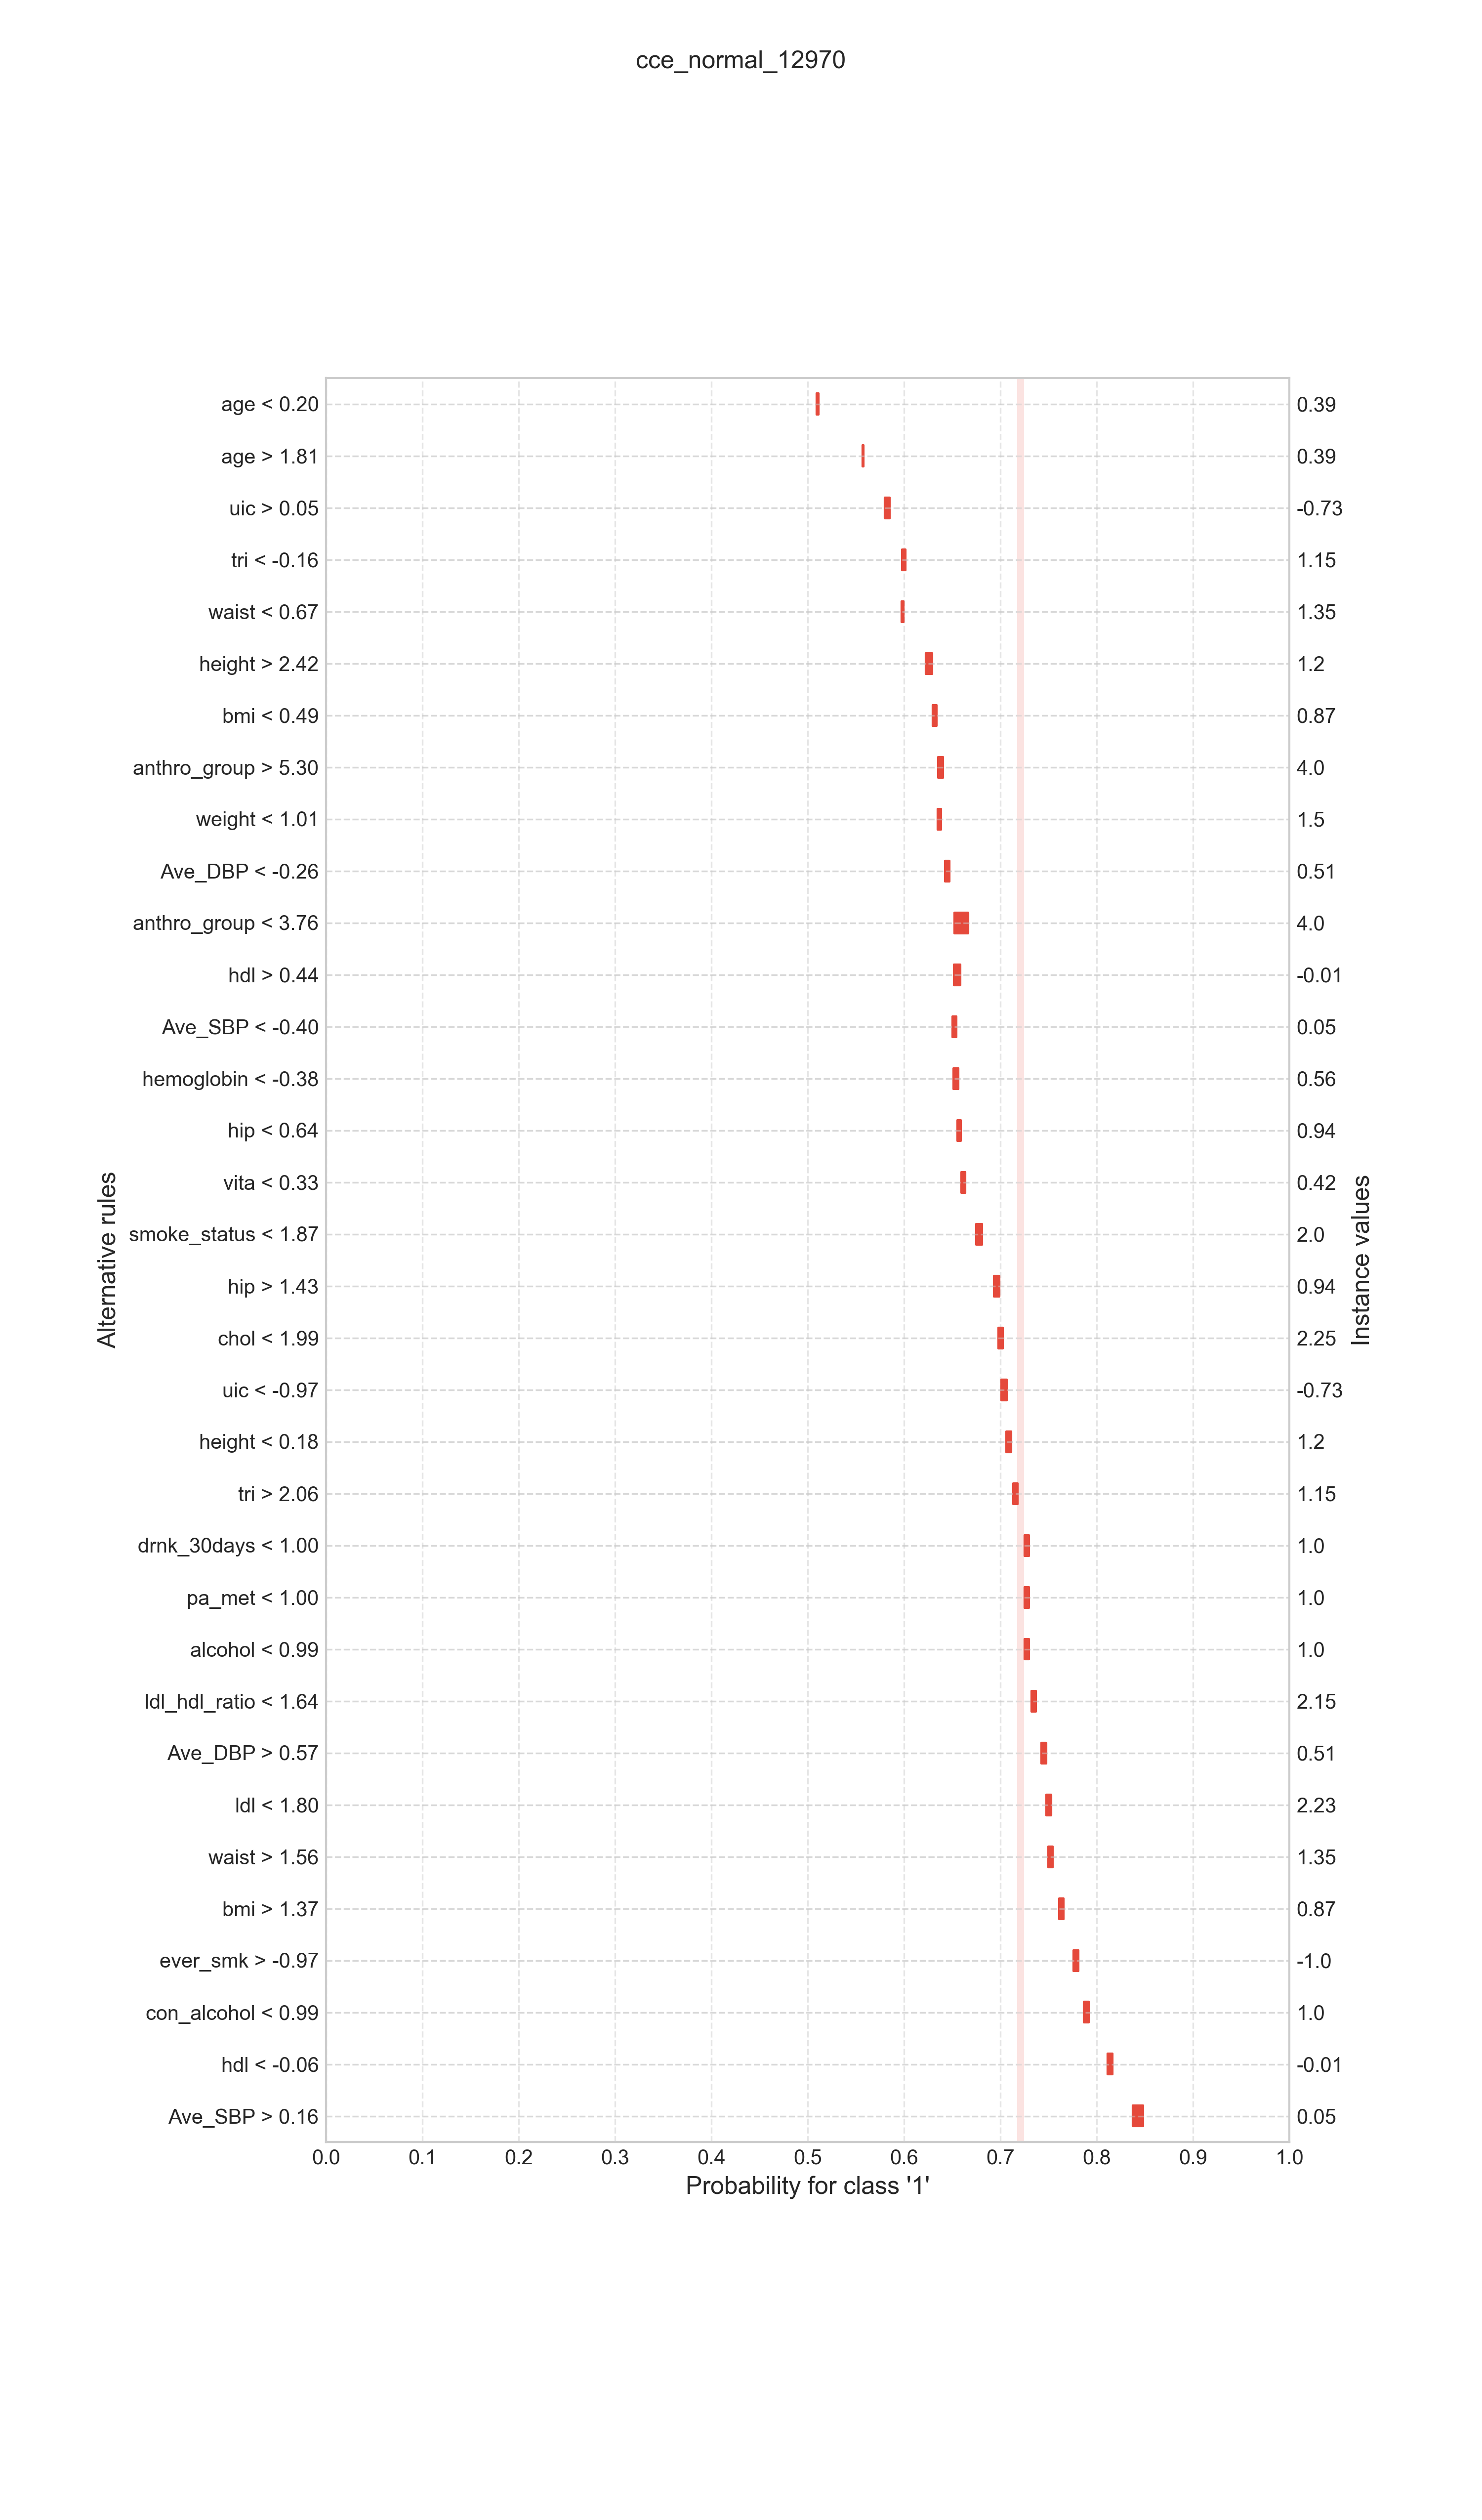 cce_normal_12970
age < 0.20 0.39
age > 1.81 0.39
uic > 0.05 -0.73
tri < -0.16 1.15
waist < 0.67 1.35
height > 2.42 1.2
bmi < 0.49 0.87
anthro_group > 5.30 4.0
weight < 1.01 1.5
Ave_DBP < -0.26 0.51
anthro_group < 3.76 4.0
hdl > 0.44 -0.01
Ave_SBP < -0.40 0.05
hemoglobin < -0.38 0.56
hip < 0.64 0.94
vita < 0.33 0.42
smoke_status < 1.87 2.0
hip > 1.43 0.94
chol < 1.99 2.25
uic < -0.97 -0.73
height < 0.18 1.2
tri > 2.06 1.15
drnk_30days < 1.00 1.0
pa_met < 1.00 1.0
alcohol < 0.99 1.0
ldl_hdl_ratio < 1.64 2.15
Ave_DBP > 0.57 0.51
ldl < 1.80 2.23
waist > 1.56 1.35
bmi > 1.37 0.87
ever_smk > -0.97 -1.0
con_alcohol < 0.99 1.0
hdl < -0.06 -0.01
Ave_SBP > 0.16 0.05
Alternative rules
Instance values
0.0 0.1 0.2 0.3 0.4 0.5 0.6 0.7 0.8 0.9 1.0
Probability for class '1'